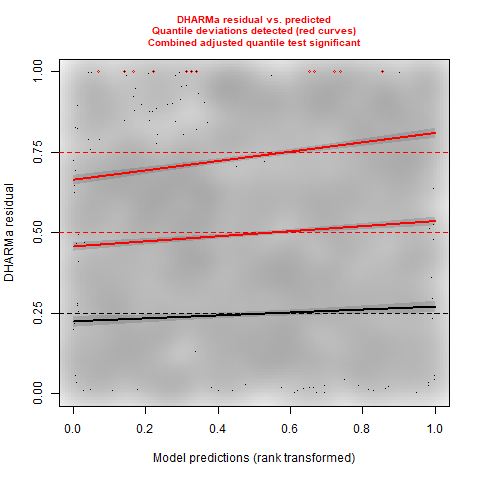 DHARMa residual vs. predicted
Quantile deviations detected (red curves)
Combined adjusted quantile test significant
1.00
0.75
0.50
0.25
0.00
DHARMa residual
0.0 0.2 0.4 0.6 0.8 1.0
Model predictions (rank transformed)